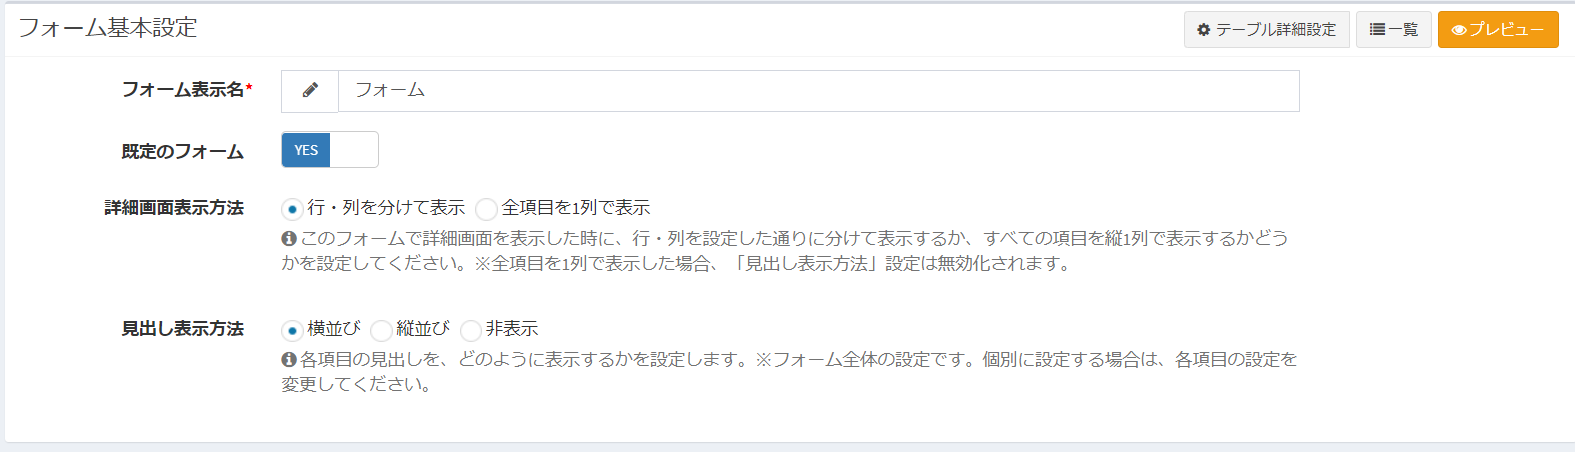 フォーム基本設定
テーブル詳細設定
一覧
プレビュー
フォーム表示名*
フォーム
既定のフォーム
YES
詳細画面表示方法
行・列を分けて表示 全項目を1列で表示
このフォームで詳細画面を表示した時に、行・列を設定した通りに分けて表示するか、すべての項目を縦1列で表示するかどう
かを設定してください。※全項目を1列で表示した場合、「見出し表示方法」設定は無効化されます。
見出し表示方法
横並び 縦並び 非表示
各項目の見出しを、どのように表示するかを設定します。※フォーム全体の設定です。個別に設定する場合は、各項目の設定を
変更してください。